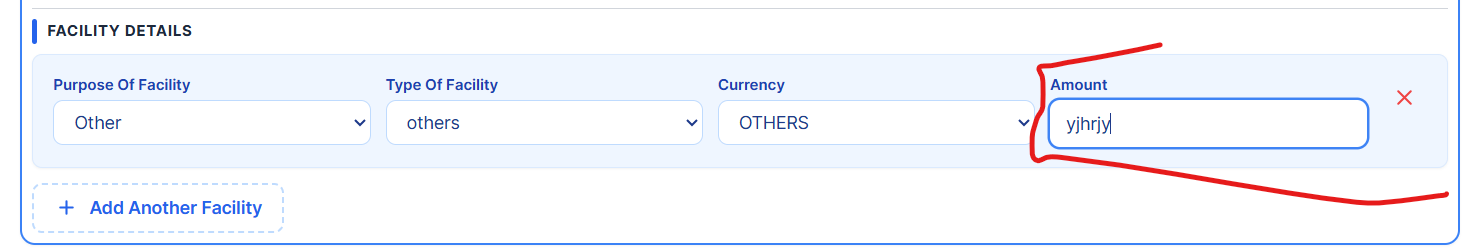 FACILITY DETAILS
Purpose Of Facility Type Of Facility Currency Amount
Other others OTHERS yjhrjy
+ Add Another Facility